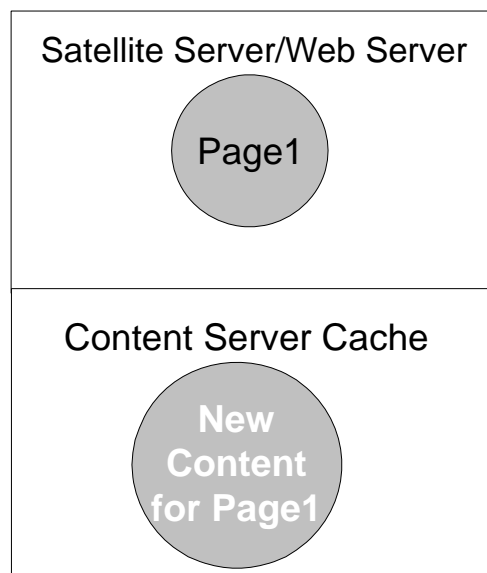 Satellite Server/Web Server
Page1
Content Server Cache
New
Content
for Page1